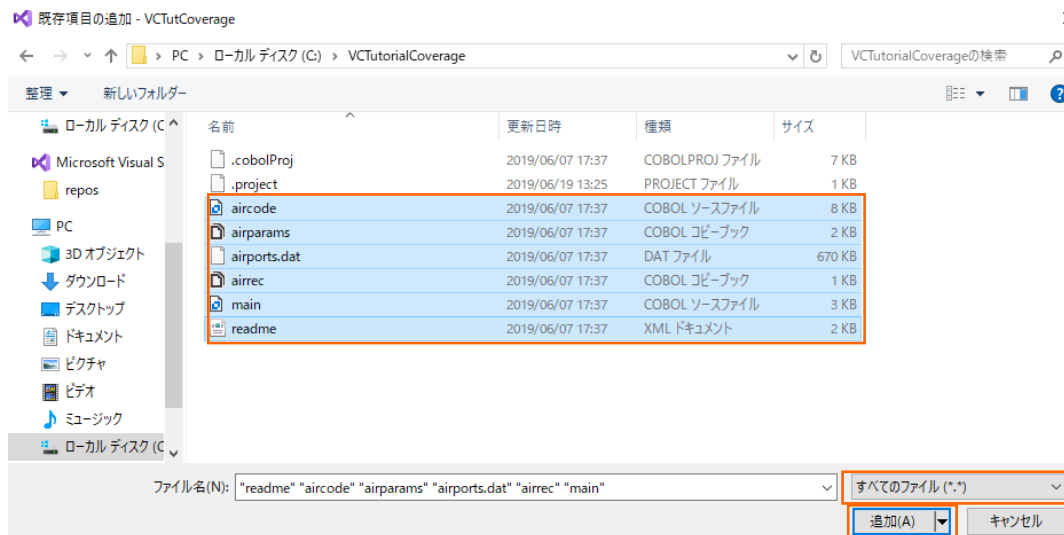 既存項目の追加 - VCTutCoverage
PC › ローカル ディスク (C:) › VCTutorialCoverage
VCTutorialCoverageの検索
整理 新しいフォルダー
ローカル ディスク (C
Microsoft Visual S
repos
PC
3D オブジェクト
ダウンロード
デスクトップ
ドキュメント
ピクチャ
ビデオ
ミュージック
ローカル ディスク (C
名前 更新日時 種類 サイズ
.cobolProj 2019/06/07 17:37 COBOLPROJ ファイル 7 KB
.project 2019/06/19 13:25 PROJECT ファイル 1 KB
aircode 2019/06/07 17:37 COBOL ソースファイル 8 KB
airparams 2019/06/07 17:37 COBOL コピーブック 2 KB
airports.dat 2019/06/07 17:37 DAT ファイル 670 KB
airrec 2019/06/07 17:37 COBOL コピーブック 1 KB
main 2019/06/07 17:37 COBOL ソースファイル 3 KB
readme 2019/06/07 17:37 XML ドキュメント 2 KB
ファイル名(N): "readme" "aircode" "airparams" "airports.dat" "airrec" "main"
すべてのファイル (*.*)
追加(A) キャンセル